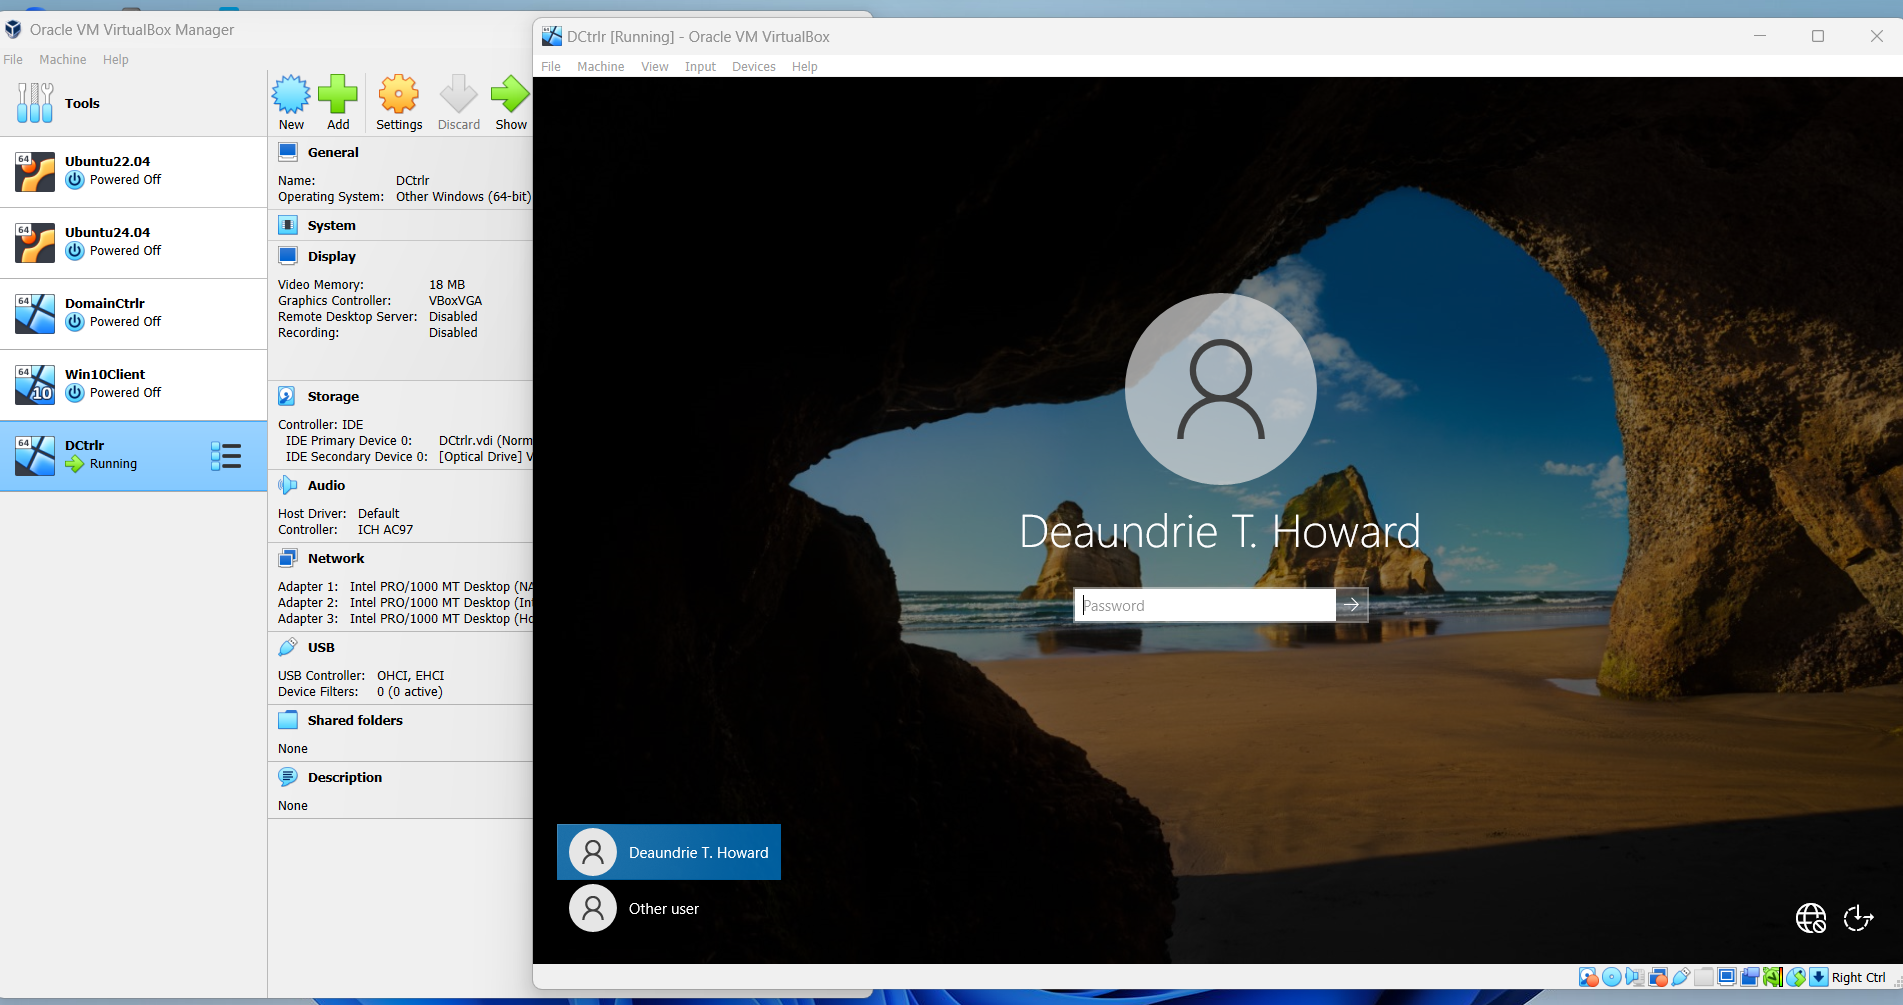 Oracle VM VirtualBox Manager
File Machine Help
Tools
New Add Settings Discard Show
64
Ubuntu22.04
Powered Off
64
Ubuntu24.04
Powered Off
64
DomainCtrlr
Powered Off
64
10
Win10Client
Powered Off
64
DCtrlr
Running
General
Name: DCtrlr
Operating System: Other Windows (64-bit)
System
Display
Video Memory: 18 MB
Graphics Controller: VBoxVGA
Remote Desktop Server: Disabled
Recording: Disabled
Storage
Controller: IDE
IDE Primary Device 0: DCtrlr.vdi (Norm
IDE Secondary Device 0: [Optical Drive] V
Audio
Host Driver: Default
Controller: ICH AC97
Network
Adapter 1: Intel PRO/1000 MT Desktop (NA
Adapter 2: Intel PRO/1000 MT Desktop (In
Adapter 3: Intel PRO/1000 MT Desktop (Ho
USB
USB Controller: OHCI, EHCI
Device Filters: 0 (0 active)
Shared folders
None
Description
None
DCtrlr [Running] - Oracle VM VirtualBox
File Machine View Input Devices Help
Deaundrie T. Howard
Password
Deaundrie T. Howard
Other user
Right Ctrl